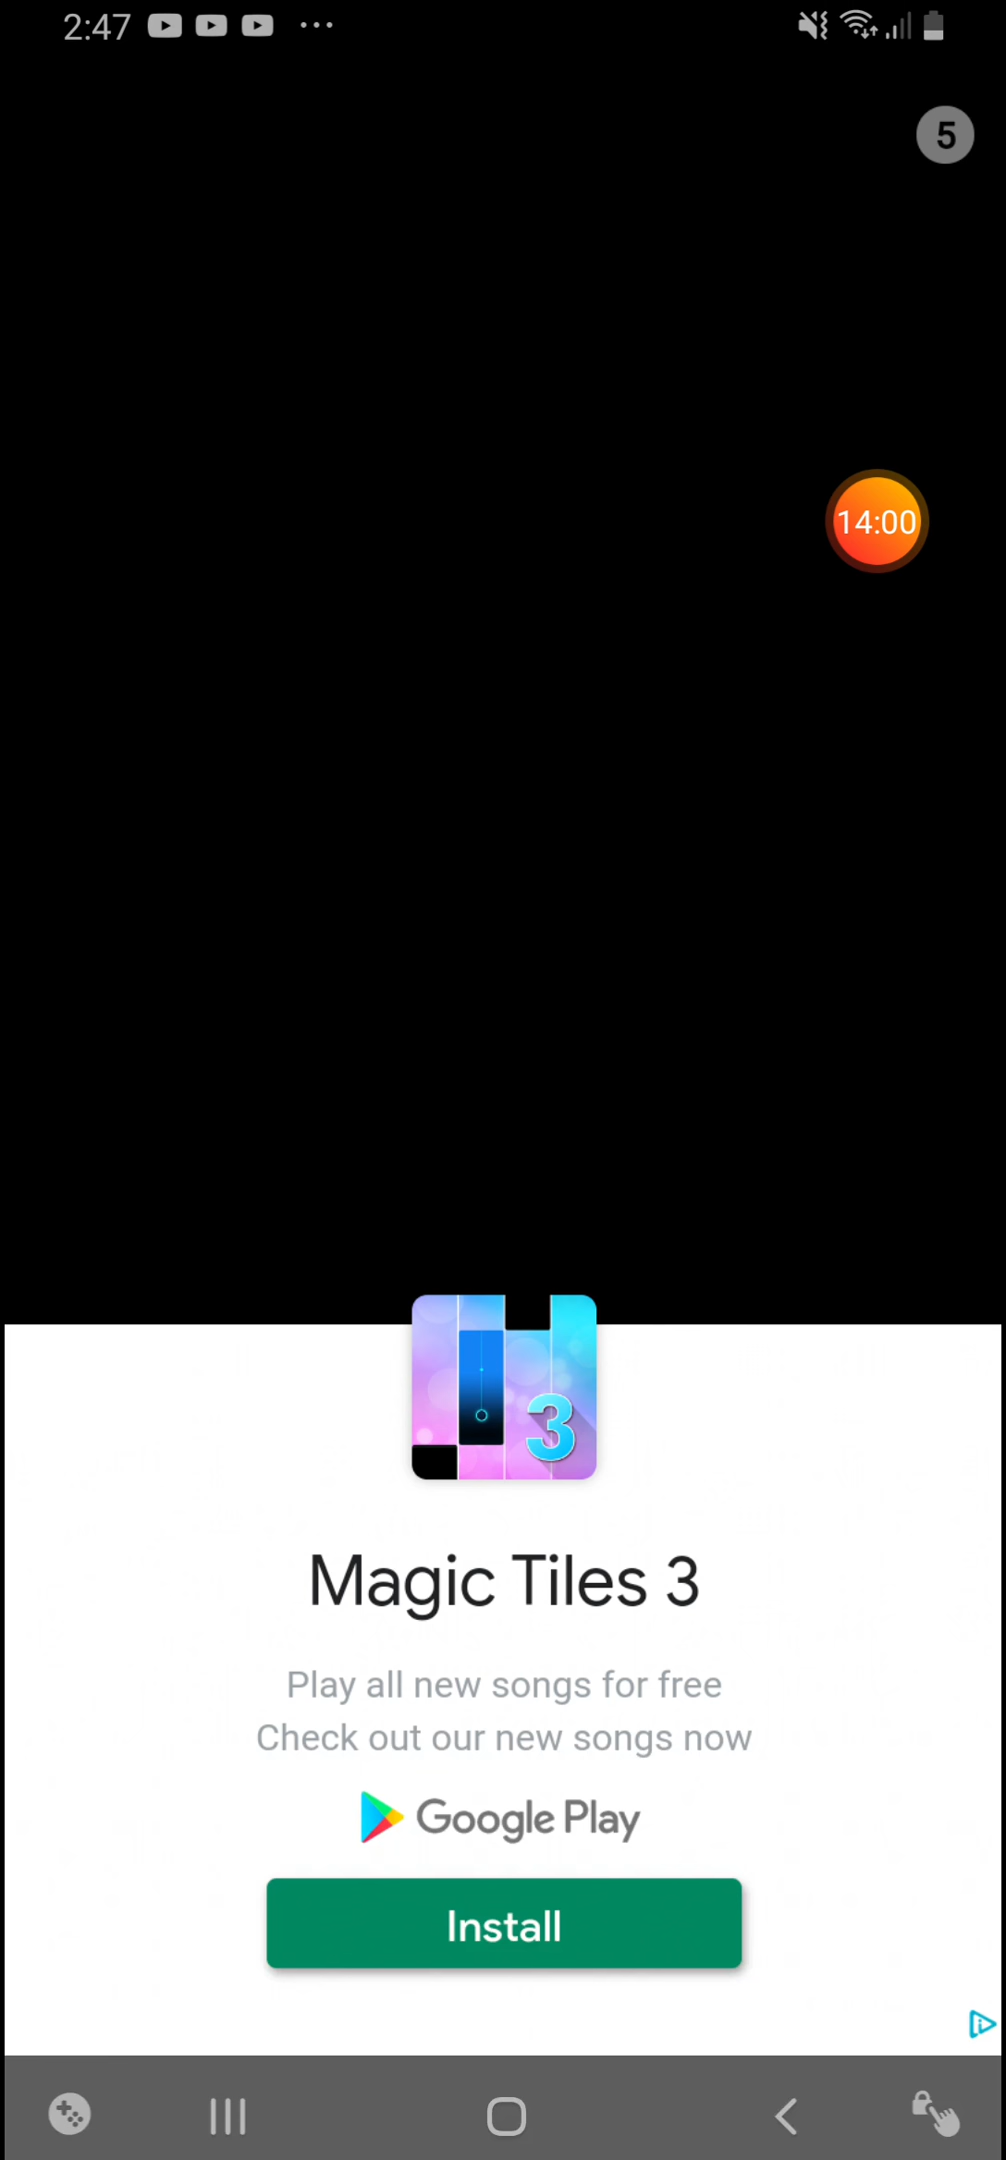 2:47
5
14:00
3
Magic Tiles 3
Play all new songs for free
Check out our new songs now
Google Play
Install